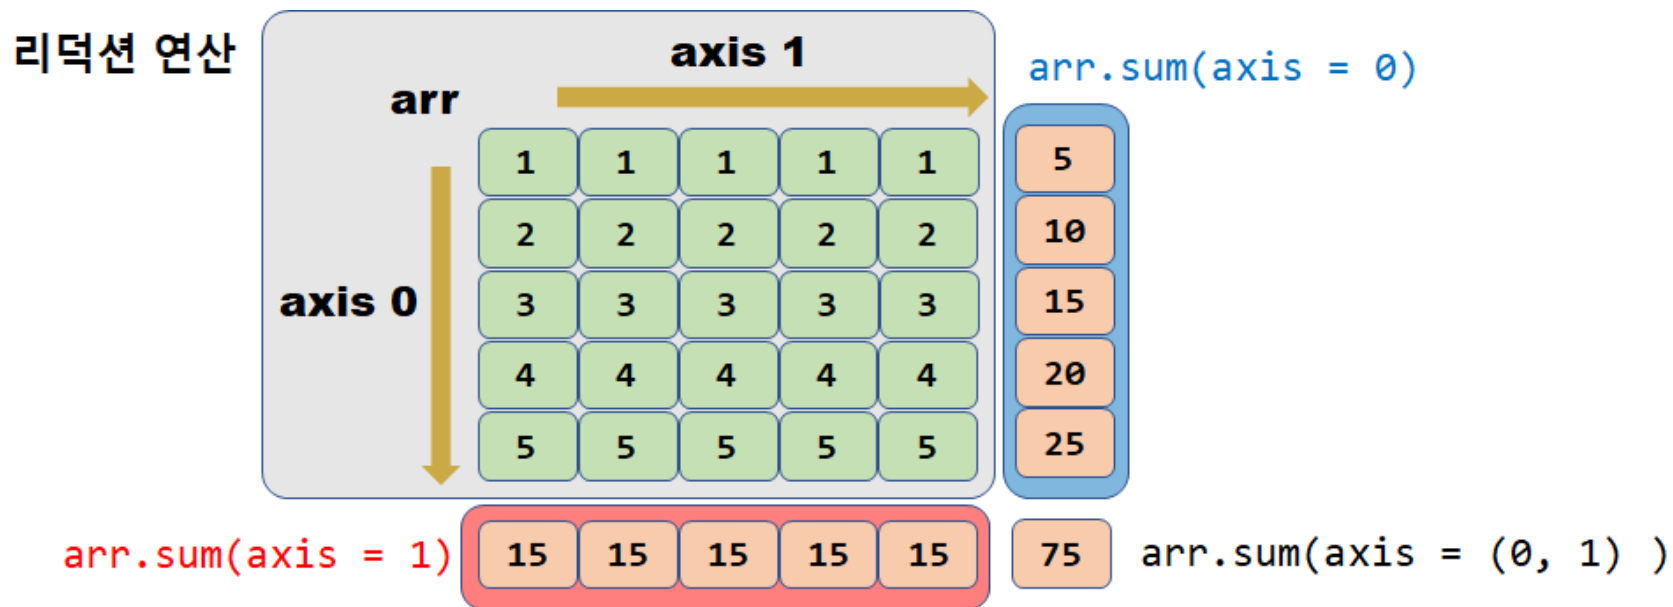 리덕션 연산
axis 1
arr.sum(axis = 0)
arr
1 1 1 1 1 5
2 2 2 2 2 10
axis 0
3 3 3 3 3 15
4 4 4 4 4 20
5 5 5 5 5 25
arr.sum(axis = 1) 15 15 15 15 15 75 arr.sum(axis = (0, 1) )